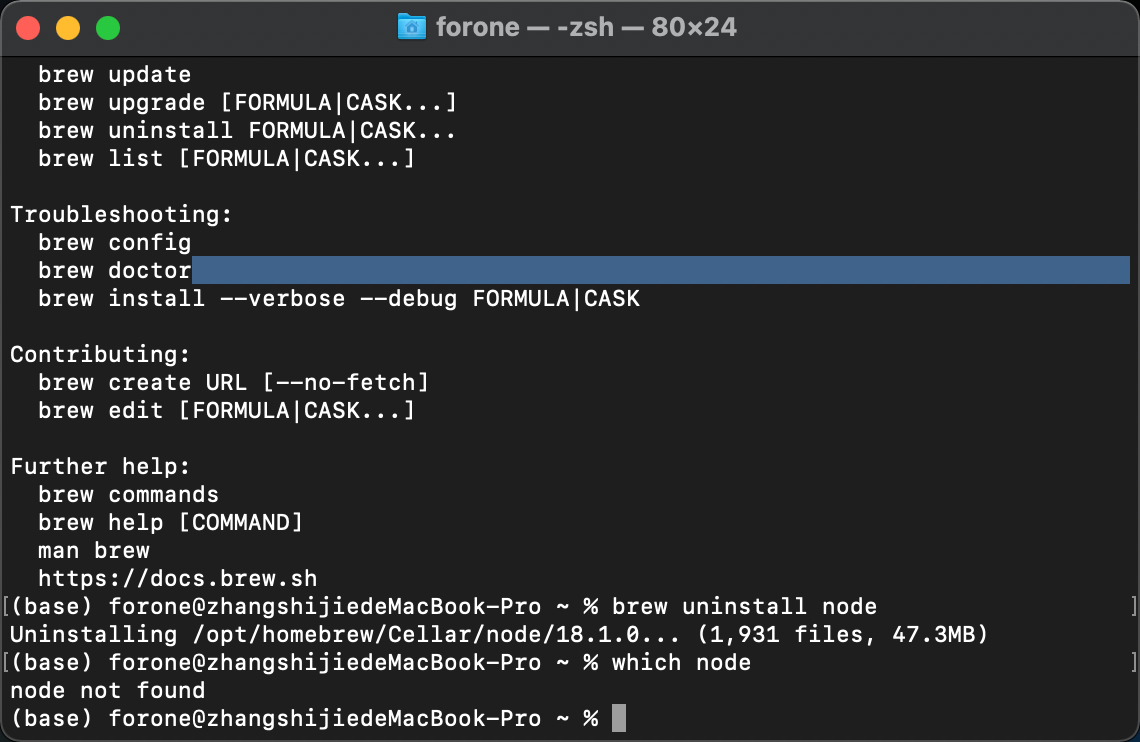 forone — -zsh — 80×24
brew update
brew upgrade [FORMULA|CASK...]
brew uninstall FORMULA|CASK...
brew list [FORMULA|CASK...]
Troubleshooting:
brew config
brew doctor
brew install --verbose --debug FORMULA|CASK
Contributing:
brew create URL [--no-fetch]
brew edit [FORMULA|CASK...]
Further help:
brew commands
brew help [COMMAND]
man brew
https://docs.brew.sh
[(base) forone@zhangshijiedeMacBook-Pro ~ % brew uninstall node ]
Uninstalling /opt/homebrew/Cellar/node/18.1.0... (1,931 files, 47.3MB)
[(base) forone@zhangshijiedeMacBook-Pro ~ % which node ]
node not found
(base) forone@zhangshijiedeMacBook-Pro ~ %